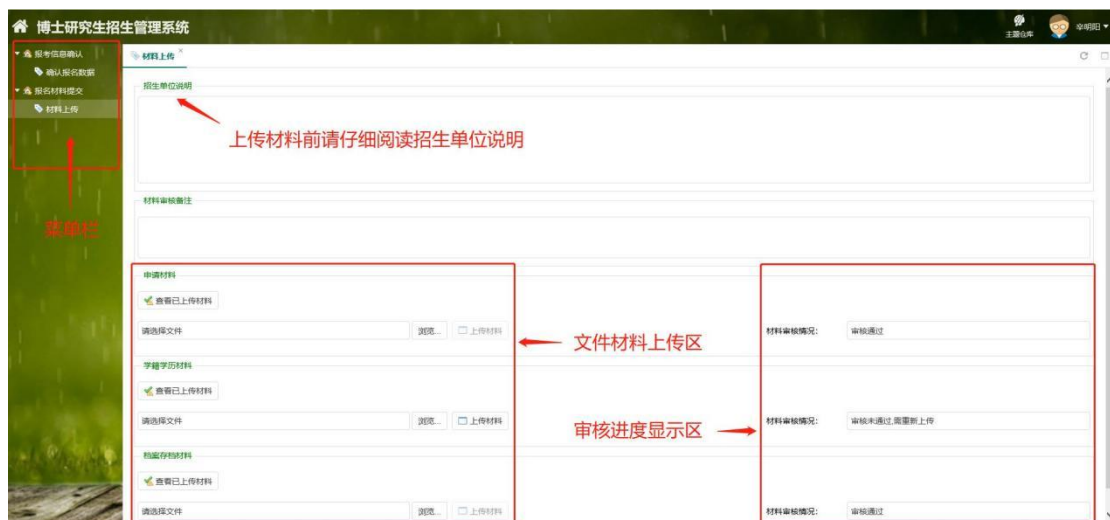 博士研究生招生管理系统
主题仓库
辛明阳
报考信息确认
确认报名数据
报名材料提交
材料上传
菜单栏
材料上传
招生单位说明
上传材料前请仔细阅读招生单位说明
材料审核备注
申请材料
查看已上传材料
请选择文件 浏览... 上传材料
文件材料上传区
材料审核情况: 审核通过
学籍学历材料
查看已上传材料
请选择文件 浏览... 上传材料
审核进度显示区
材料审核情况: 审核未通过,需重新上传
档案存档材料
查看已上传材料
请选择文件 浏览... 上传材料
材料审核情况: 审核通过